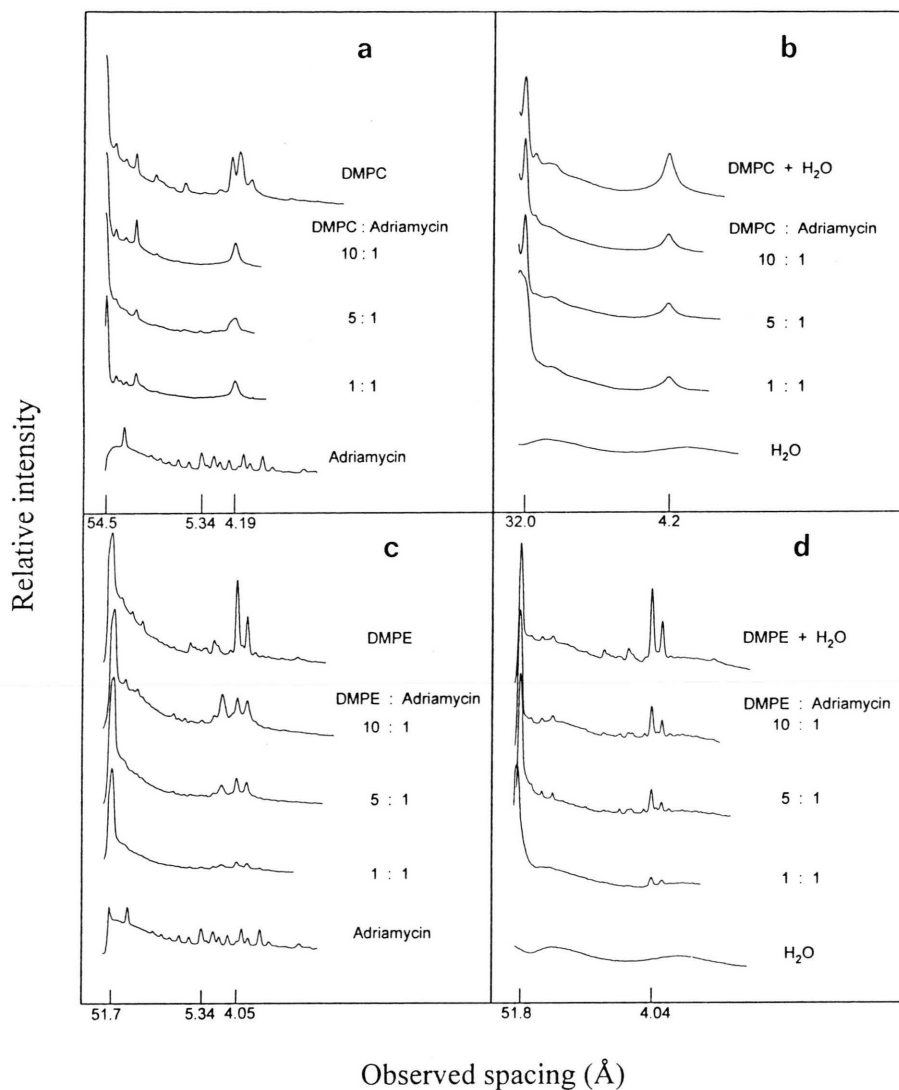 a
DMPC
DMPC : Adriamycin
10 : 1
5 : 1
1 : 1
Adriamycin
54.5 5.34 4.19
b
DMPC + H₂O
DMPC : Adriamycin
10 : 1
5 : 1
1 : 1
H₂O
32.0 4.2
c
DMPE
DMPE : Adriamycin
10 : 1
5 : 1
1 : 1
Adriamycin
51.7 5.34 4.05
d
DMPE + H₂O
DMPE : Adriamycin
10 : 1
5 : 1
1 : 1
H₂O
51.8 4.04
Relative intensity
Observed spacing (Å)